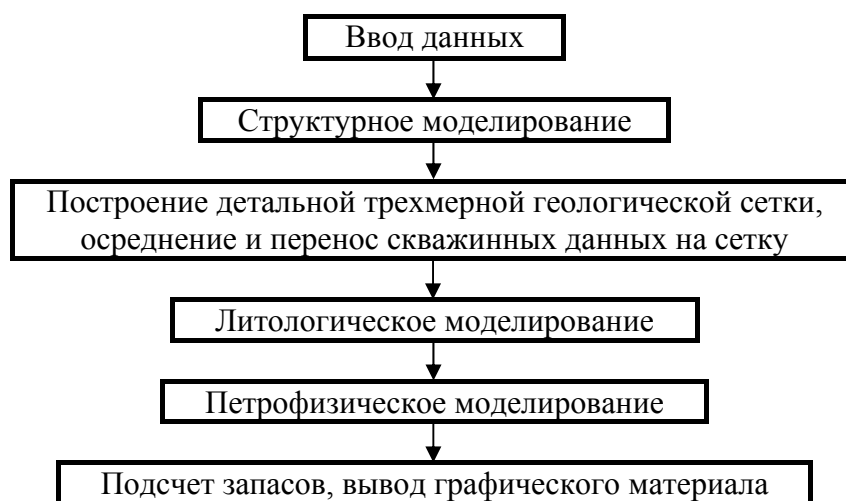 Ввод данных
Структурное моделирование
Построение детальной трехмерной геологической сетки,
осреднение и перенос скважинных данных на сетку
Литологическое моделирование
Петрофизическое моделирование
Подсчет запасов, вывод графического материала